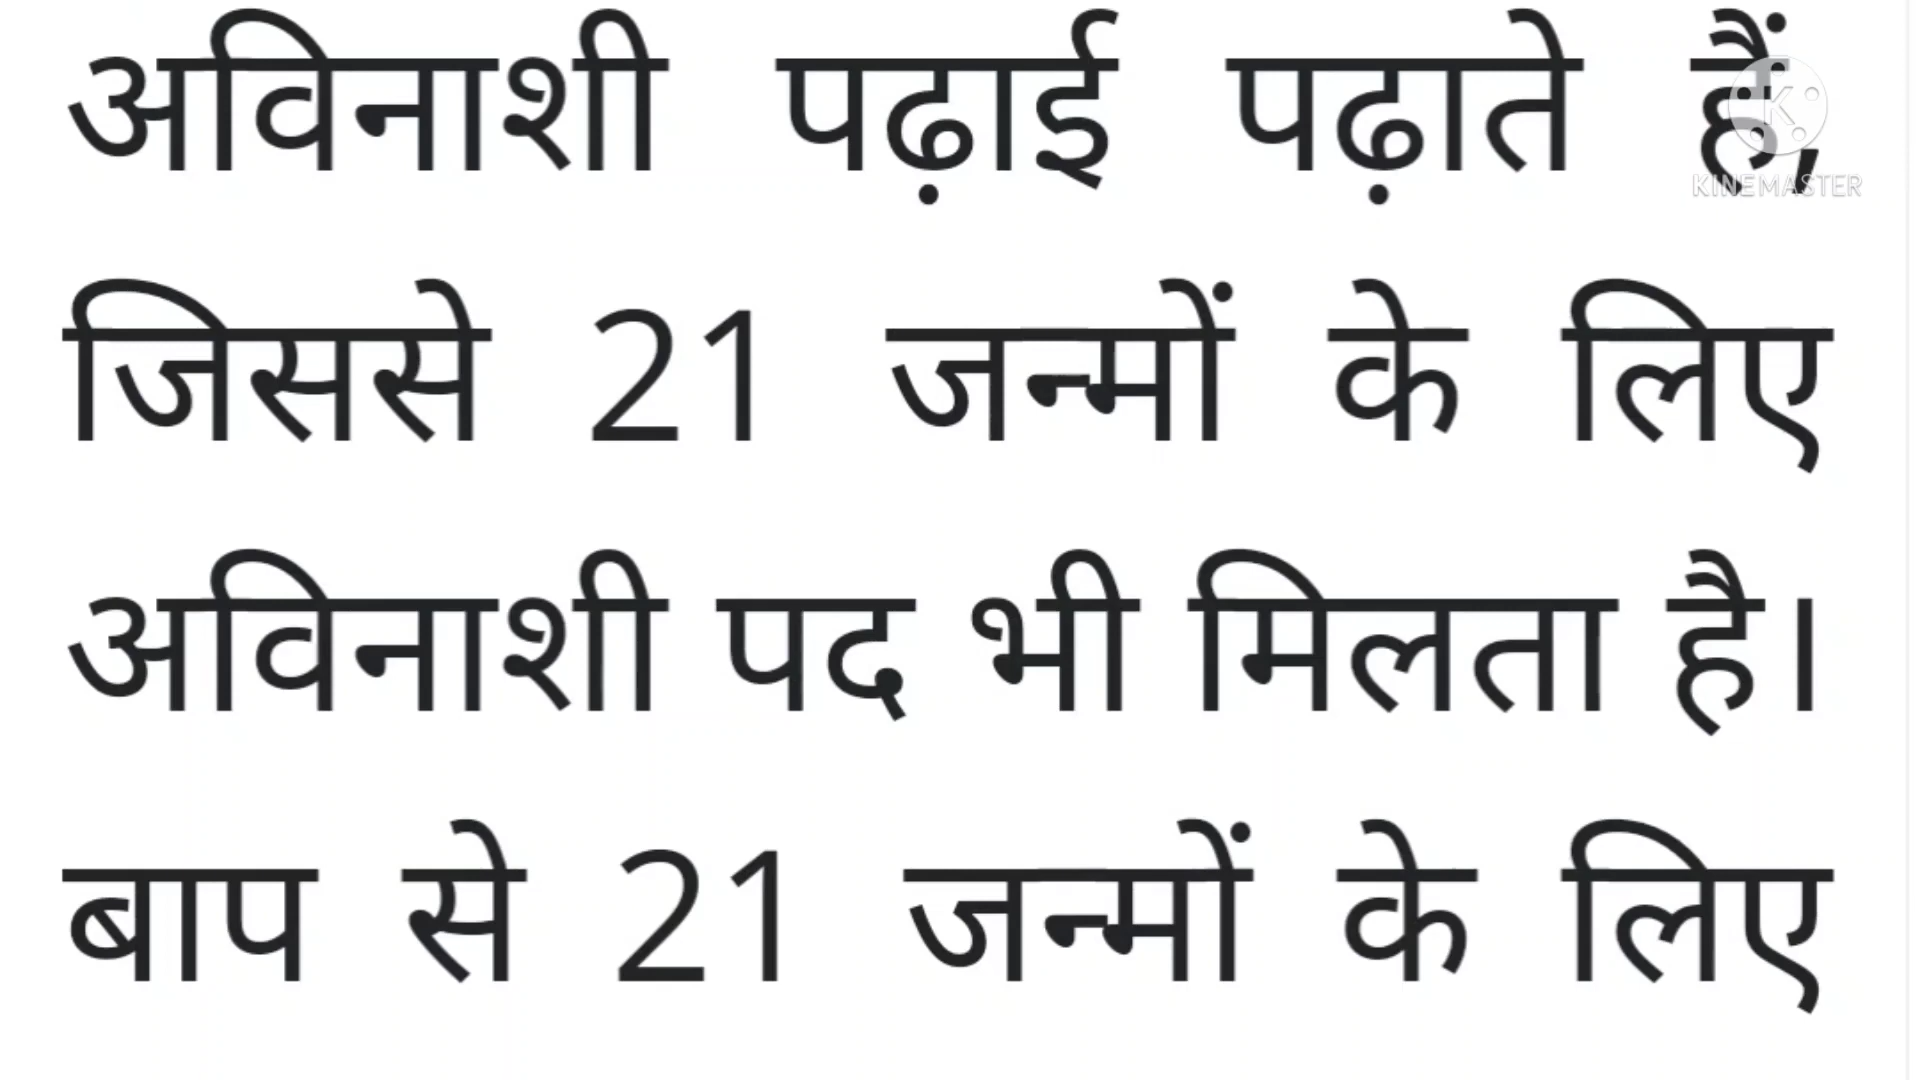 अविनाशी पढ़ाई पढ़ाते हैं,
KINEMASTER
जिससे 21 जन्मों के लिए
अविनाशी पद भी मिलता है।
बाप से 21 जन्मों के लिए